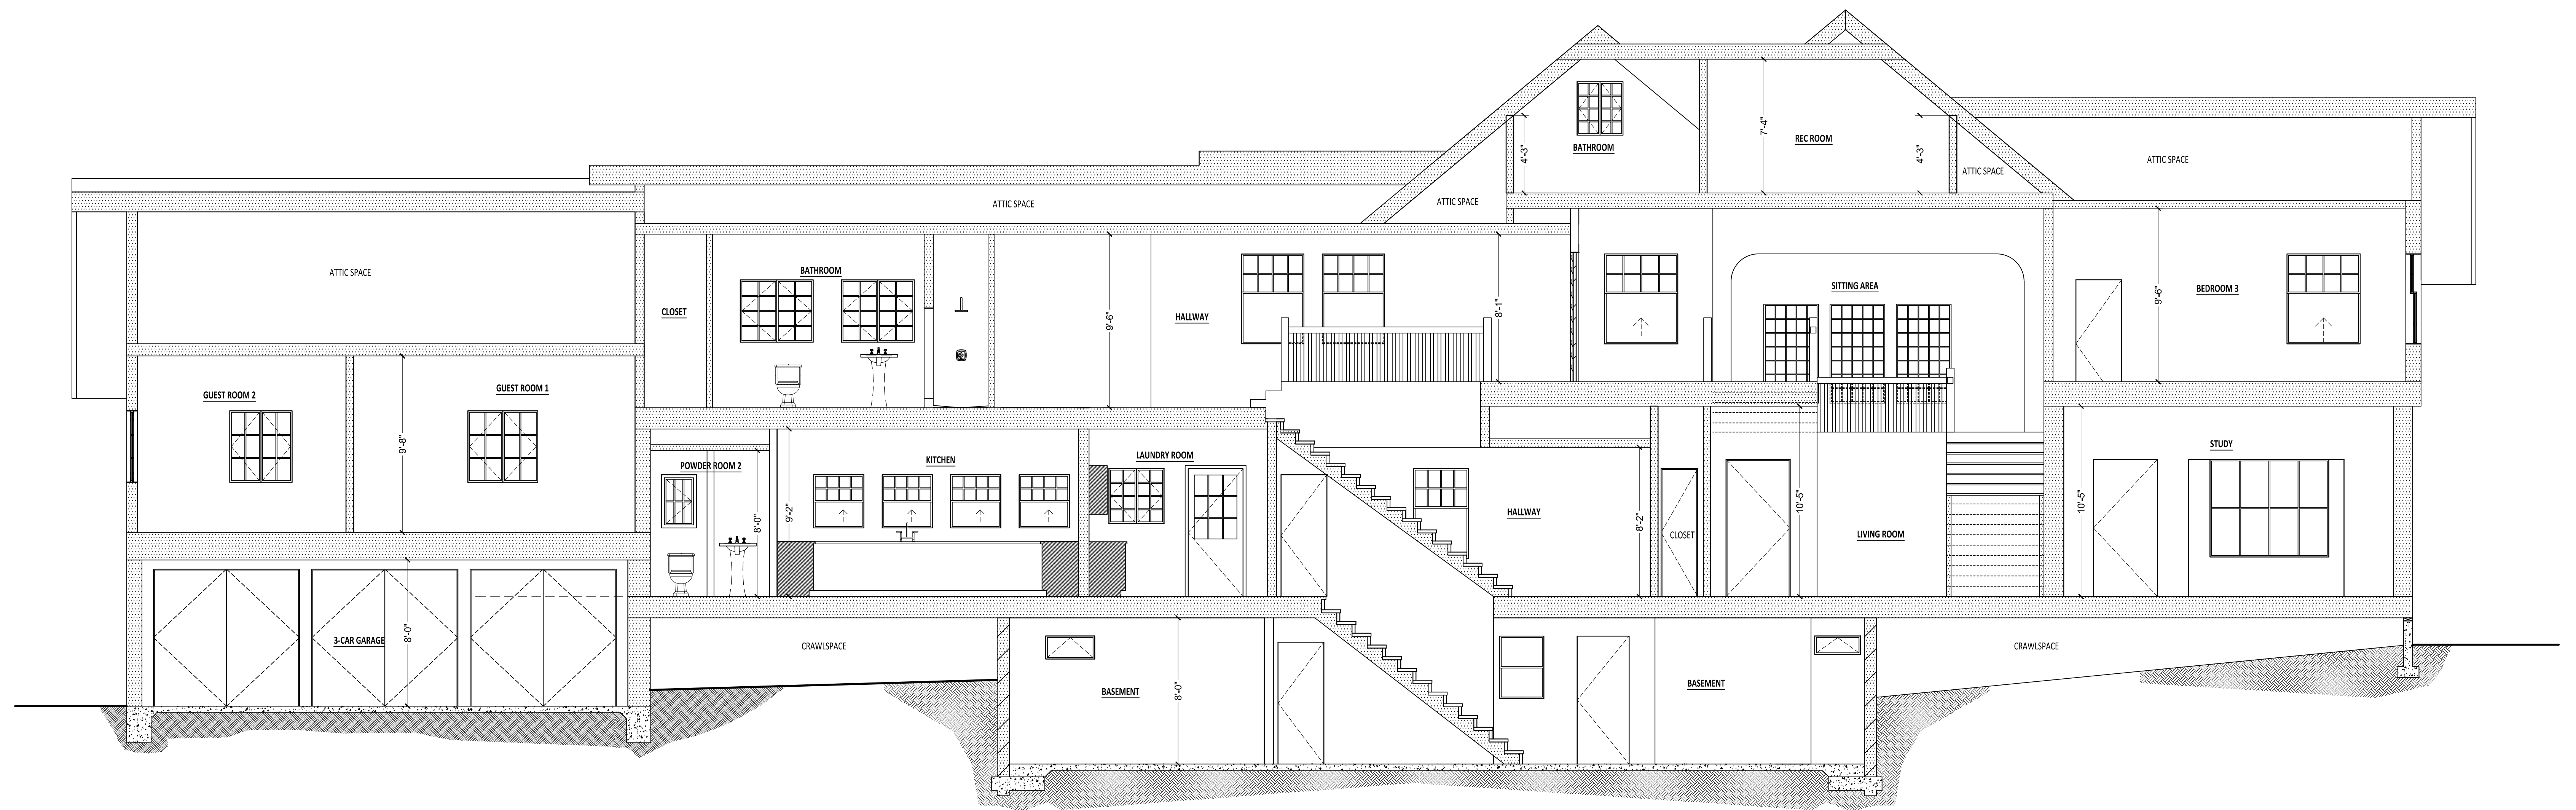 7'-4"
REC ROOM
BATHROOM
4'-3"
4'-3"
ATTIC SPACE
ATTIC SPACE
ATTIC SPACE
ATTIC SPACE
ATTIC SPACE
BATHROOM
SITTING AREA
BEDROOM 3
9'-6"
CLOSET
9'-6"
HALLWAY
8'-1"
GUEST ROOM 2
GUEST ROOM 1
9'-8"
POWDER ROOM 2
KITCHEN
LAUNDRY ROOM
STUDY
8'-0"
9'-2"
HALLWAY
8'-2"
CLOSET
10'-5"
LIVING ROOM
10'-5"
3-CAR GARAGE
8'-0"
CRAWLSPACE
CRAWLSPACE
BASEMENT
8'-0"
BASEMENT